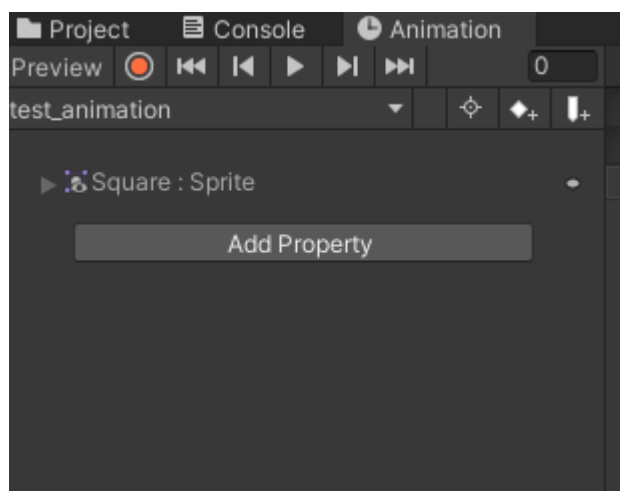 Project Console Animation
Preview 0
test_animation
Square : Sprite
Add Property